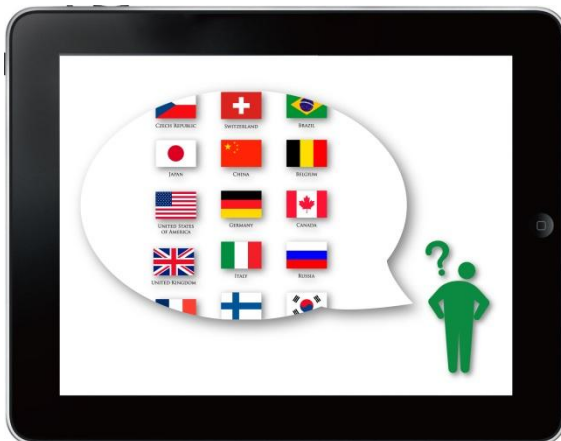 CZECH REPUBLIC
SWITZERLAND
BRAZIL
JAPAN
CHINA
BELGIUM
UNITED STATES
OF AMERICA
GERMANY
CANADA
UNITED KINGDOM
ITALY
RUSSIA
?